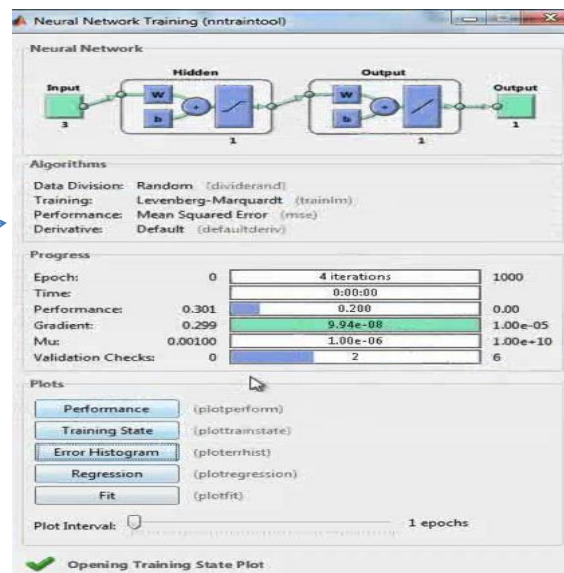 Neural Network Training (nntraintool)
Neural Network
Hidden
Output
Input
W
b
+
W
b
+
Output
3
1
1
1
Algorithms
Data Division: Random (dividerand)
Training: Levenberg-Marquardt (trainlm)
Performance: Mean Squared Error (mse)
Derivative: Default (defaultderiv)
Progress
Epoch: 0 4 iterations 1000
Time: 0:00:00
Performance: 0.301 0.200 0.00
Gradient: 0.299 9.94e-08 1.00e-05
Mu: 0.00100 1.00e-06 1.00e+10
Validation Checks: 0 2 6
Plots
Performance (plotperform)
Training State (plottrainstate)
Error Histogram (ploterrhist)
Regression (plotregression)
Fit (plotfit)
Plot Interval: 1 epochs
Opening Training State Plot